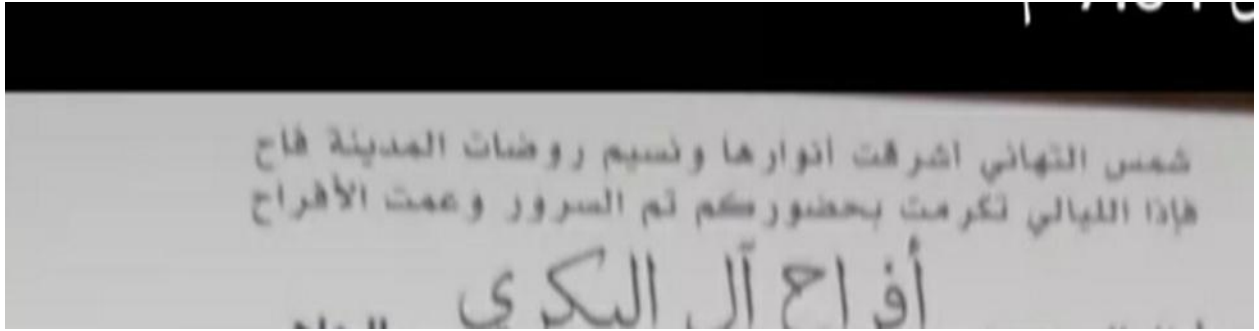 شمس التهاني اشرقت انوارها ونسيم روضات المدينة فاح
فإذا الليالي تكرمت بحضوركم تم السرور وعمت الأفراح
أفراح آل البكري